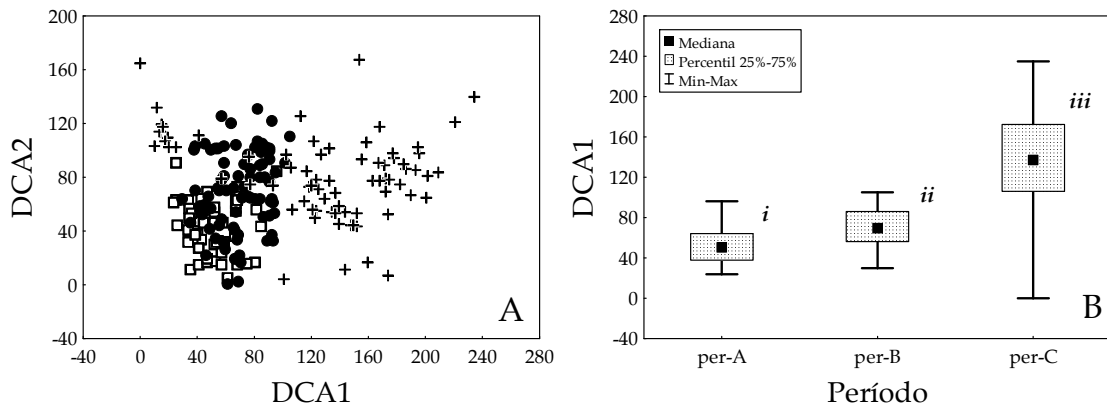 200
160
120
80
40
0
-40
DCA2
0 40 80 120 160 200 240 280
-40
DCA1
A
280
240
200
160
120
80
40
0
-40
DCA1
Mediana
Percentil 25%-75%
Min-Max
i
ii
iii
B
per-A per-B per-C
Período